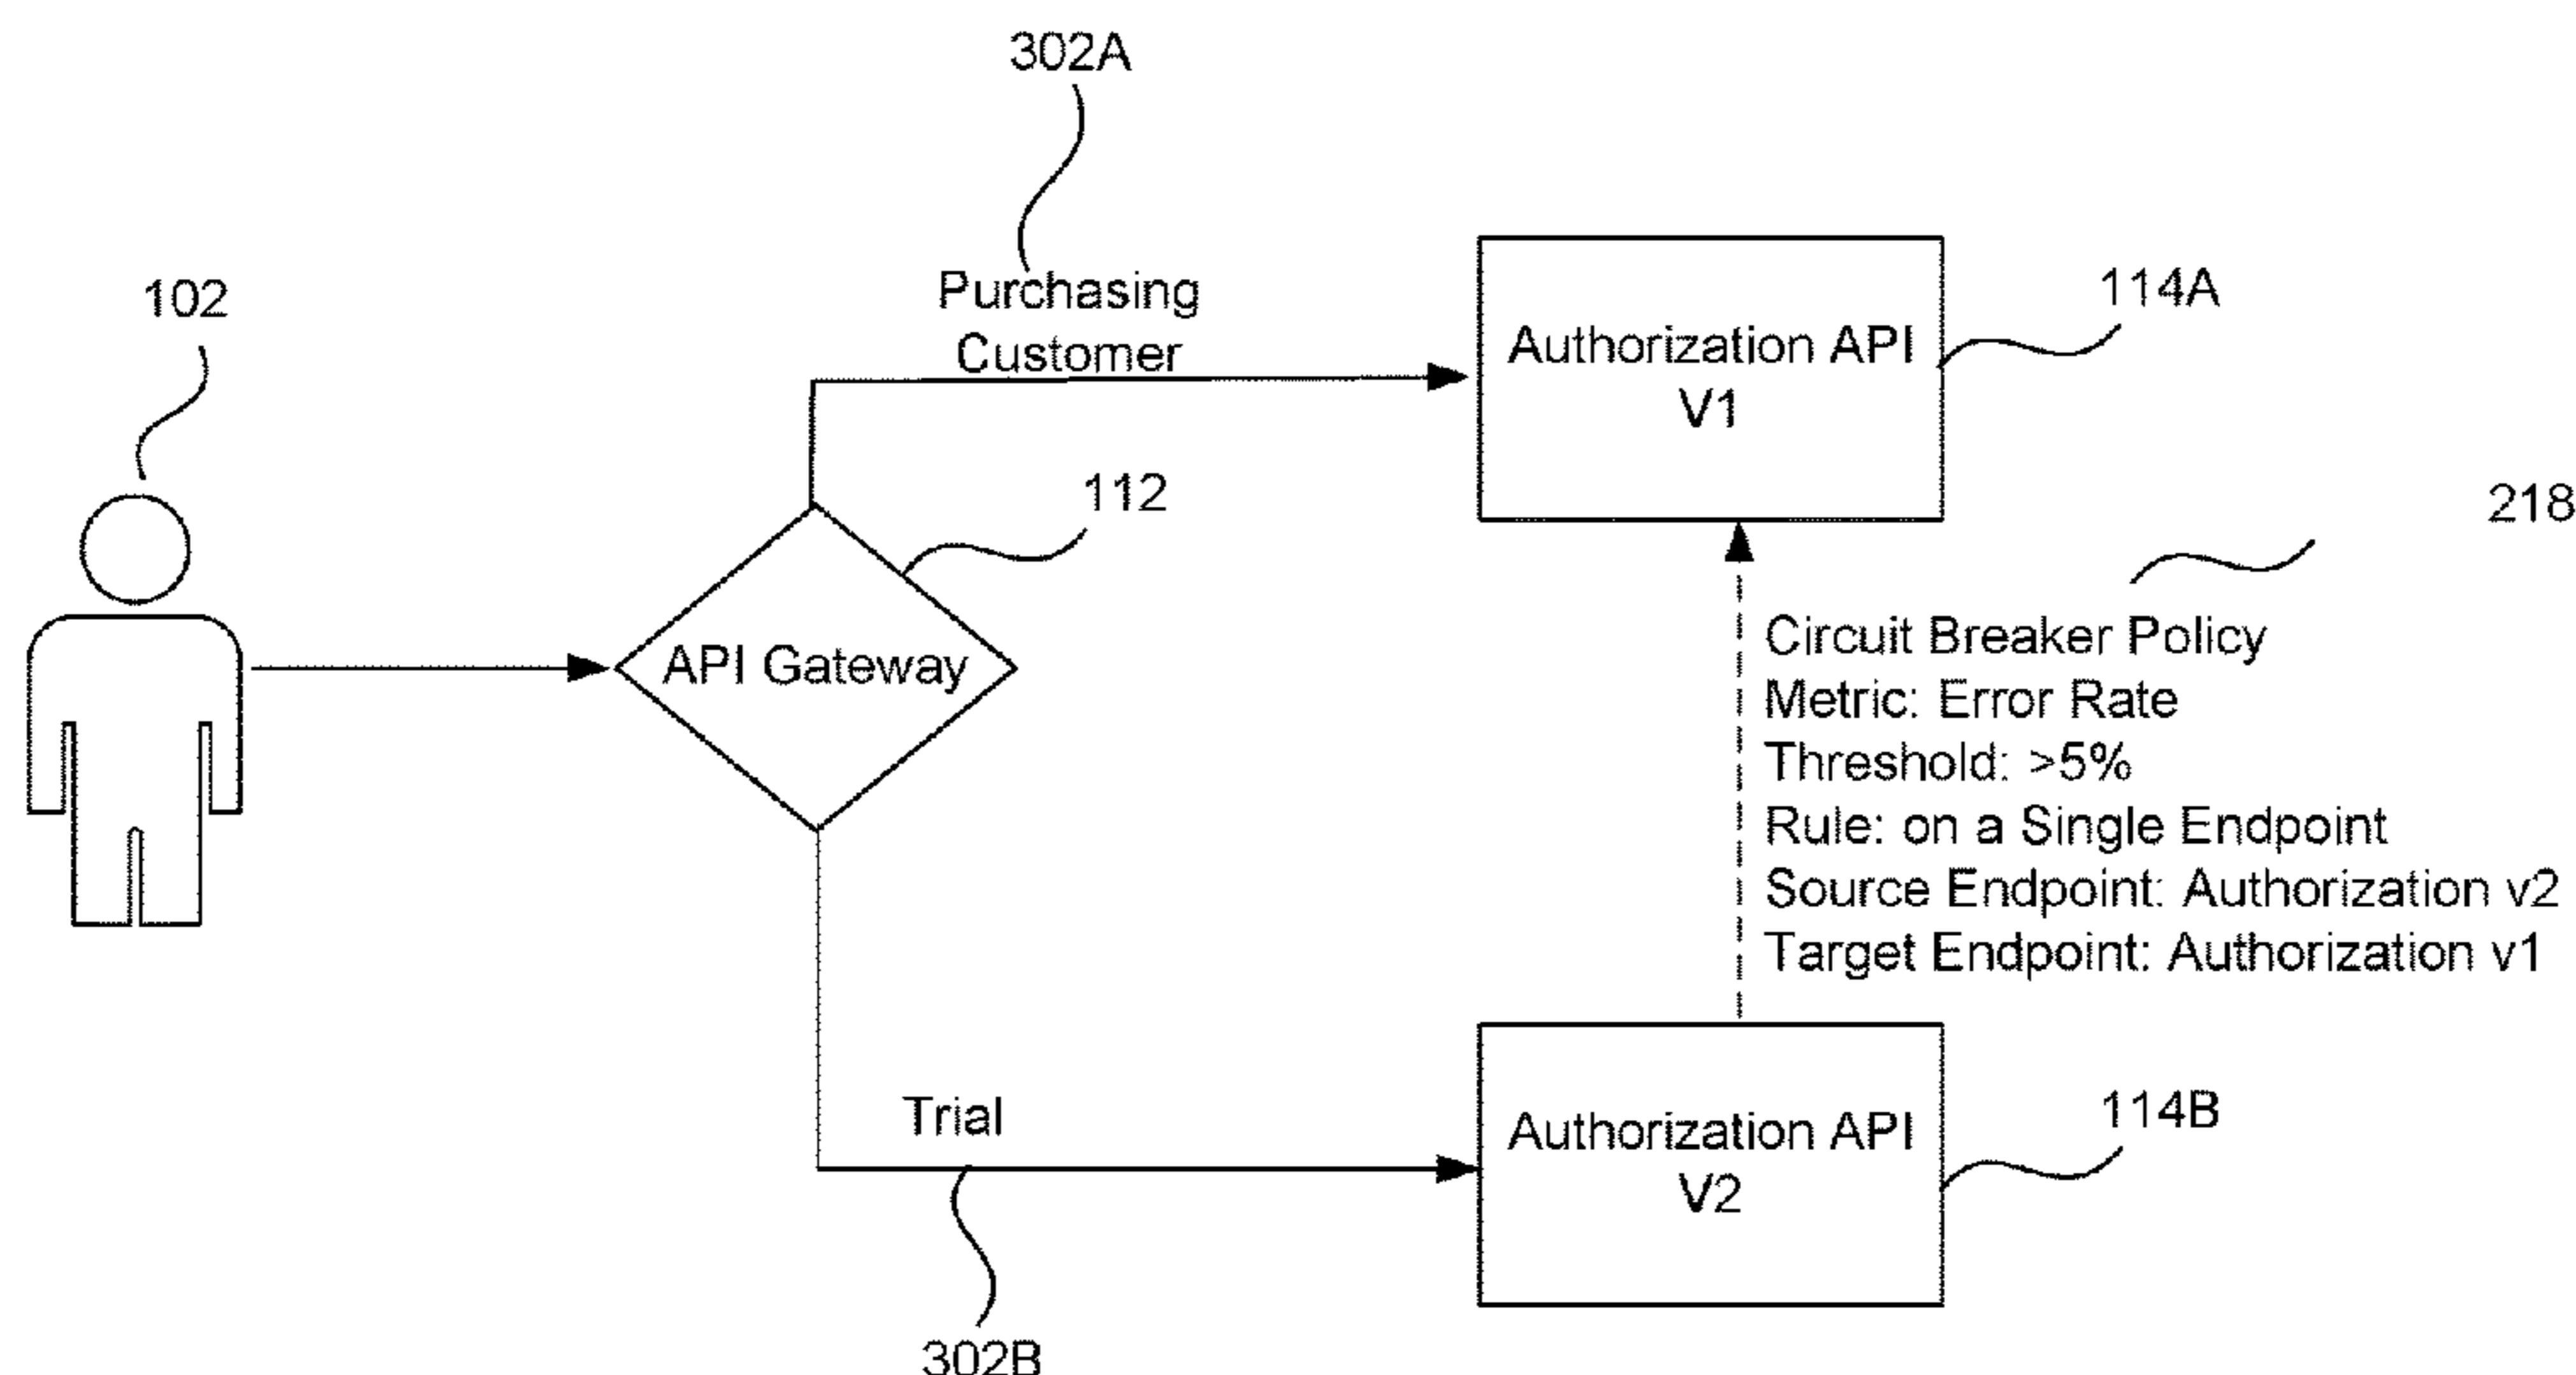 302A
102
Purchasing
Customer
114A
Authorization API
V1
112
218
API Gateway
Circuit Breaker Policy
Metric: Error Rate
Threshold: >5%
Rule: on a Single Endpoint
Source Endpoint: Authorization v2
Target Endpoint: Authorization v1
Trial
114B
Authorization API
V2
302B